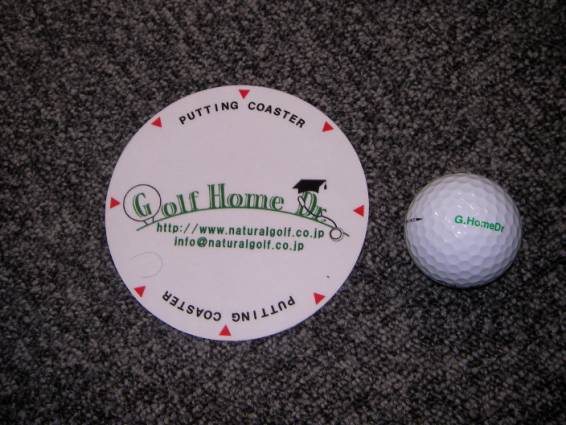 PUTTING COASTER
Golf Home Dr.
http://www.naturalgolf.co.jp
info@naturalgolf.co.jp
PUTTING COASTER
G.HomeDr